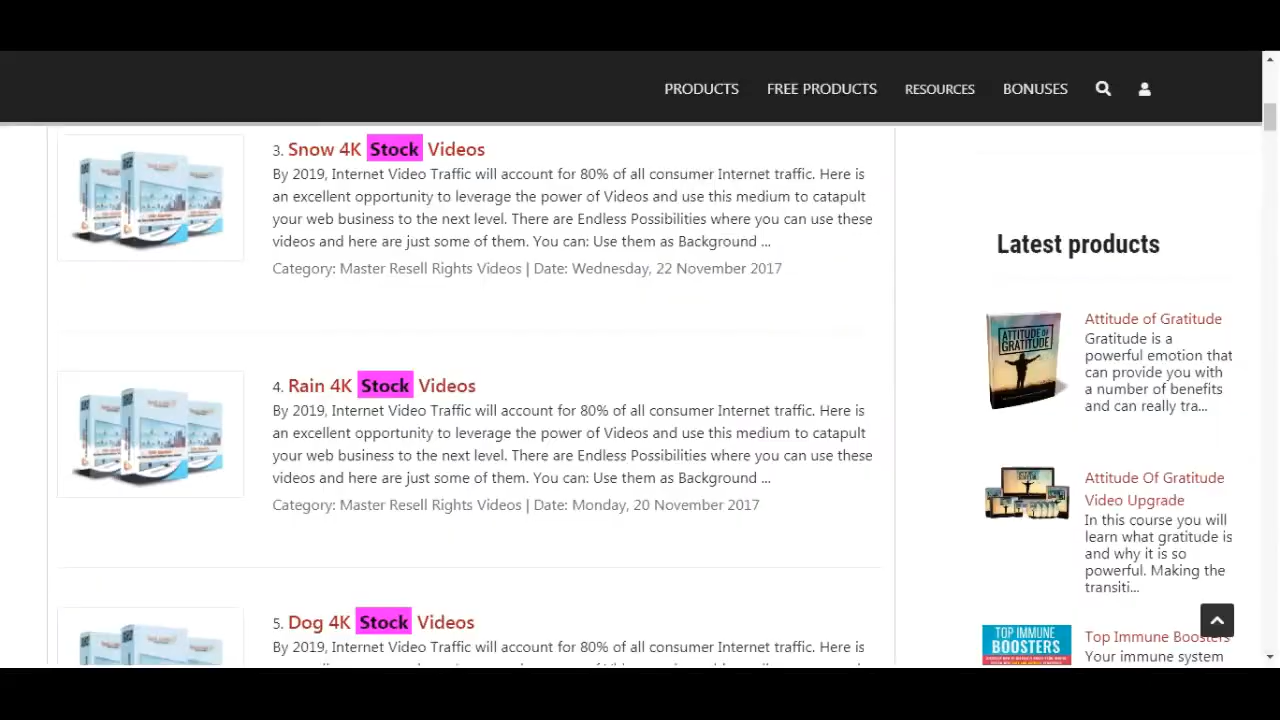 PRODUCTS FREE PRODUCTS RESOURCES BONUSES
3. Snow 4K Stock Videos
By 2019, Internet Video Traffic will account for 80% of all consumer Internet traffic. Here is
an excellent opportunity to leverage the power of Videos and use this medium to catapult
your web business to the next level. There are Endless Possibilities where you can use these
videos and here are just some of them. You can: Use them as Background ...
Category: Master Resell Rights Videos | Date: Wednesday, 22 November 2017
4. Rain 4K Stock Videos
By 2019, Internet Video Traffic will account for 80% of all consumer Internet traffic. Here is
an excellent opportunity to leverage the power of Videos and use this medium to catapult
your web business to the next level. There are Endless Possibilities where you can use these
videos and here are just some of them. You can: Use them as Background ...
Category: Master Resell Rights Videos | Date: Monday, 20 November 2017
5. Dog 4K Stock Videos
By 2019, Internet Video Traffic will account for 80% of all consumer Internet traffic. Here is
Latest products
ATTITUDE OF
GRATITUDE
Attitude of Gratitude
Gratitude is a
powerful emotion that
can provide you with
a number of benefits
and can really tra...
Attitude Of Gratitude
Video Upgrade
In this course you will
learn what gratitude is
and why it is so
powerful. Making the
transiti...
TOP IMMUNE
BOOSTERS
Top Immune Boosters
Your immune system